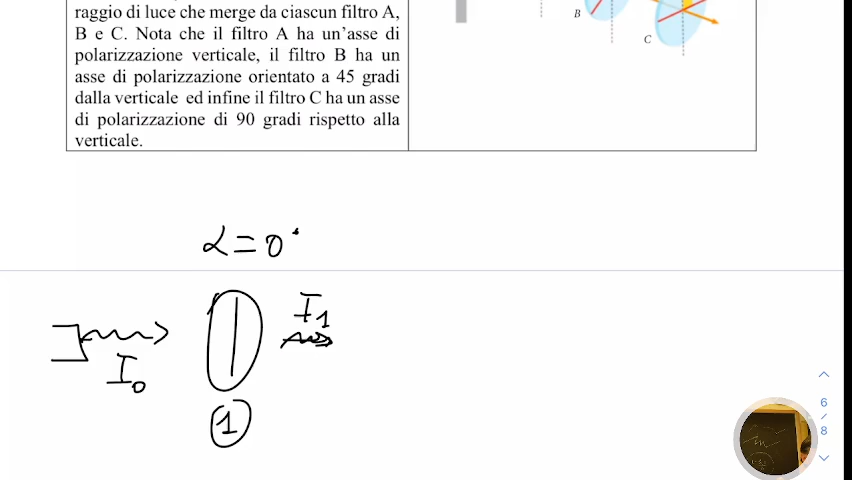 raggio di luce che merge da ciascun filtro A,
B e C. Nota che il filtro A ha un'asse di
polarizzazione verticale, il filtro B ha un
asse di polarizzazione orientato a 45 gradi
dalla verticale ed infine il filtro C ha un asse
di polarizzazione di 90 gradi rispetto alla
verticale.
B
C
α = 0°
I₀
I₁
1
6
/
8